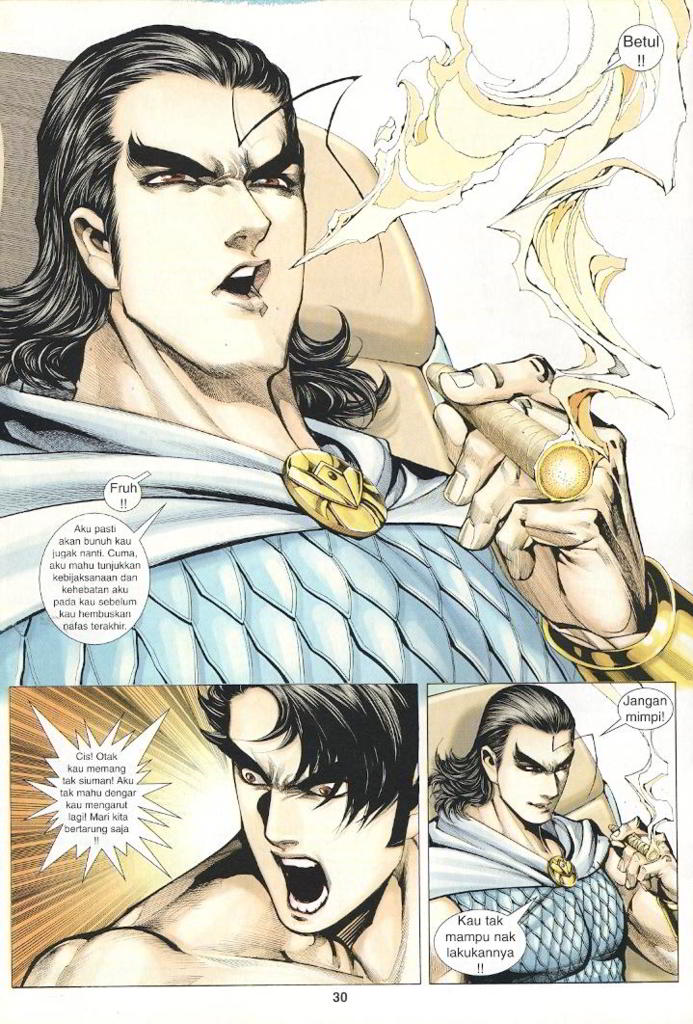 Betul
!!
Fruh
!!
Aku pasti
akan bunuh kau
jugak nanti. Cuma,
aku mahu tunjukkan
kebijaksanaan dan
kehebatan aku
pada kau sebelum
kau hembuskan
nafas terakhir.
Cis! Otak
kau memang
tak siuman! Aku
tak mahu dengar
kau mengarut
lagi! Mari kita
bertarung saja
!!
Jangan
mimpi!
Kau tak
mampu nak
lakukannya
!!
30